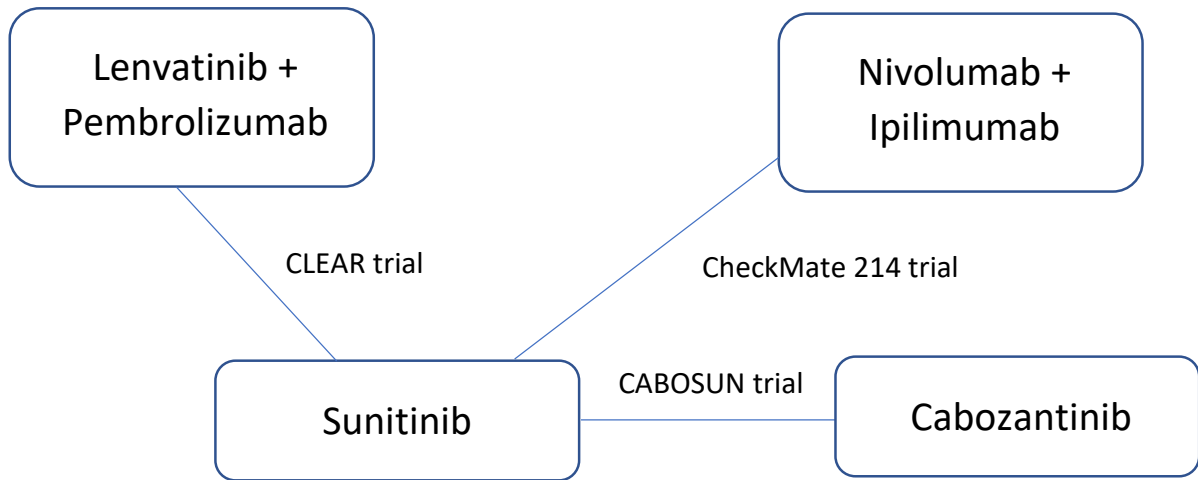 Lenvatinib +
Pembrolizumab
Nivolumab +
Ipilimumab
CLEAR trial
CheckMate 214 trial
CABOSUN trial
Sunitinib
Cabozantinib